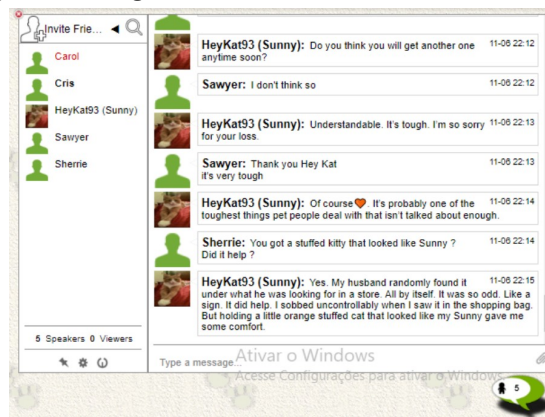 Invite Frie...
Carol
Cris
HeyKat93 (Sunny)
Sawyer
Sherrie
5 Speakers 0 Viewers
HeyKat93 (Sunny): Do you think you will get another one 11-06 22:12
anytime soon?
Sawyer: I don't think so 11-06 22:12
HeyKat93 (Sunny): Understandable. It's tough. I'm so sorry 11-06 22:13
for your loss.
Sawyer: Thank you Hey Kat 11-06 22:13
it's very tough
HeyKat93 (Sunny): Of course🧡. It's probably one of the 11-06 22:14
toughest things pet people deal with that isn't talked about enough.
Sherrie: You got a stuffed kitty that looked like Sunny ? 11-06 22:14
Did it help ?
HeyKat93 (Sunny): Yes. My husband randomly found it 11-06 22:15
under what he was looking for in a store. All by itself. It was so odd. Like a
sign. It did help. I sobbed uncontrollably when I saw it in the shopping bag.
But holding a little orange stuffed cat that looked like my Sunny gave me
some comfort.
Type a message...
Ativar o Windows
Acesse Configurações para ativar o Windows
5